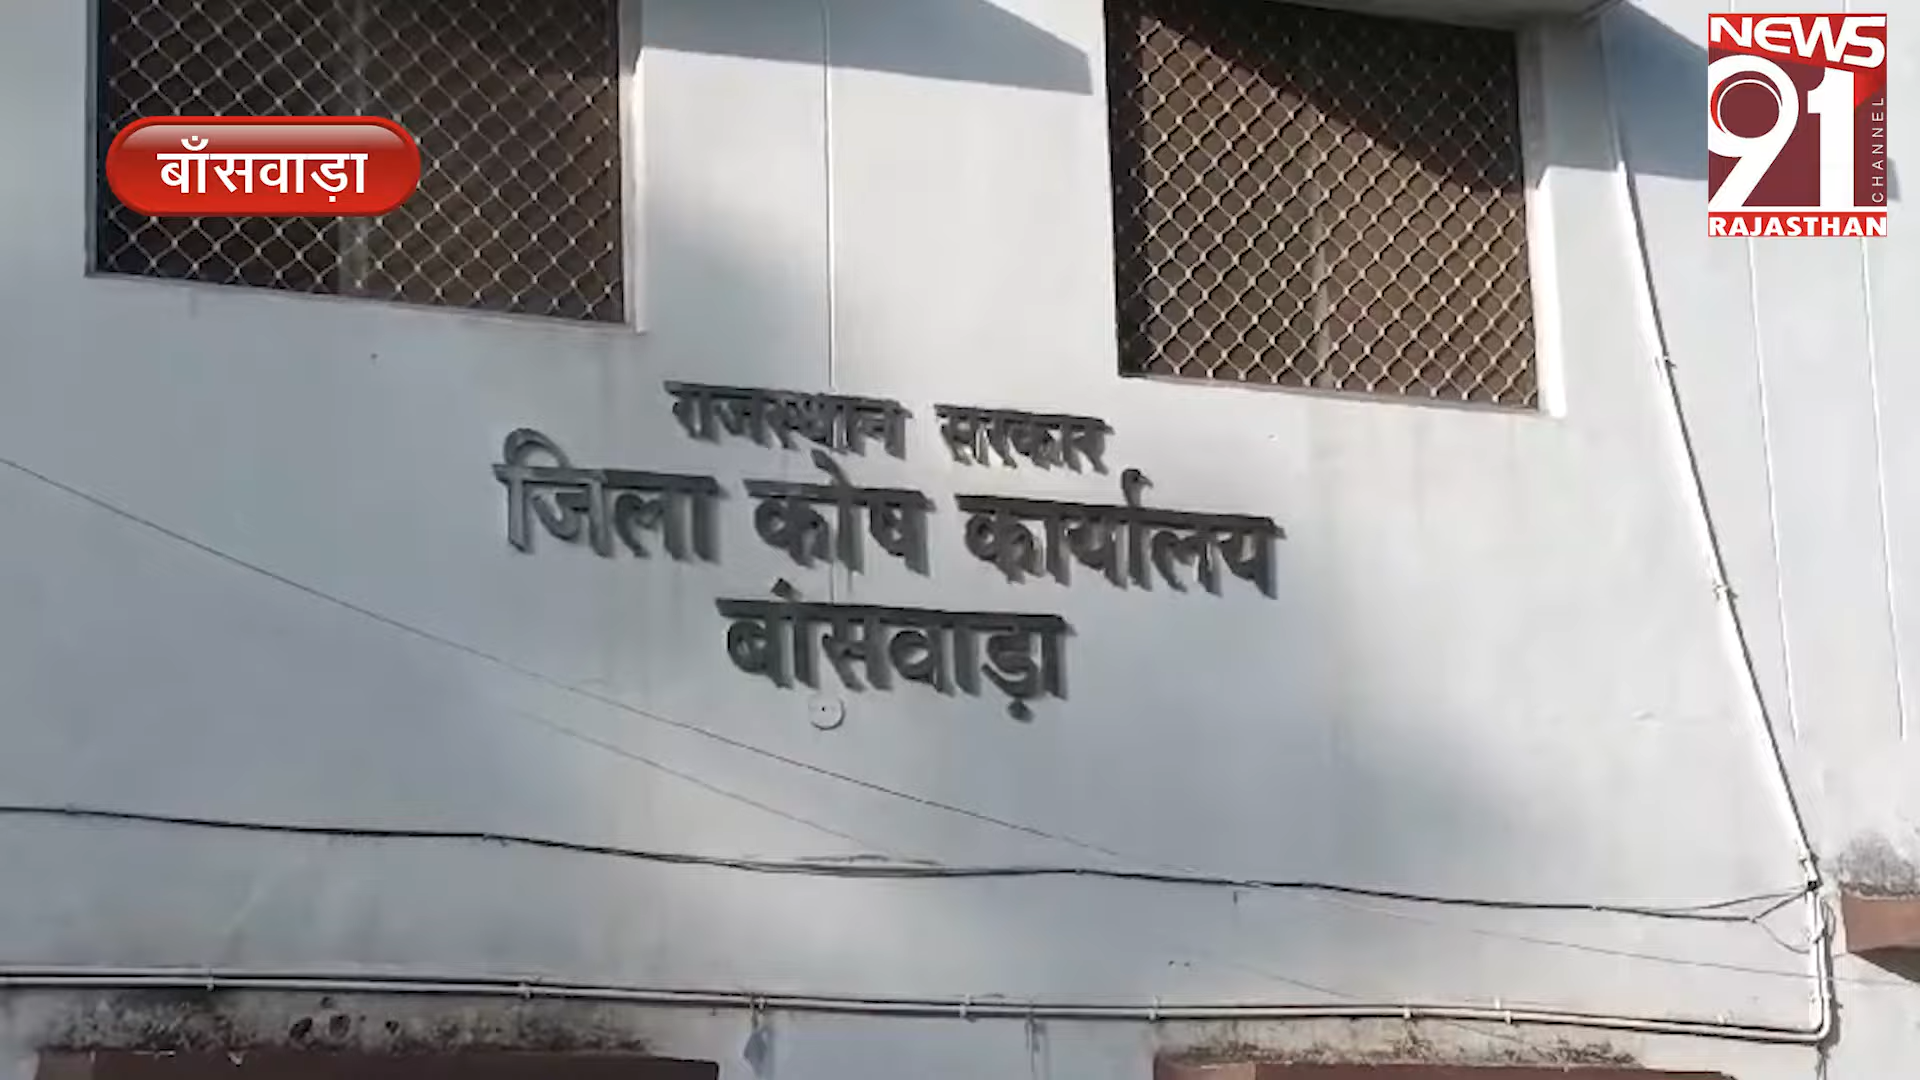 बाँसवाड़ा
NEWS
91
CHANNEL
RAJASTHAN
राजस्थान सरकार
जिला कोष कार्यालय
बांसवाड़ा